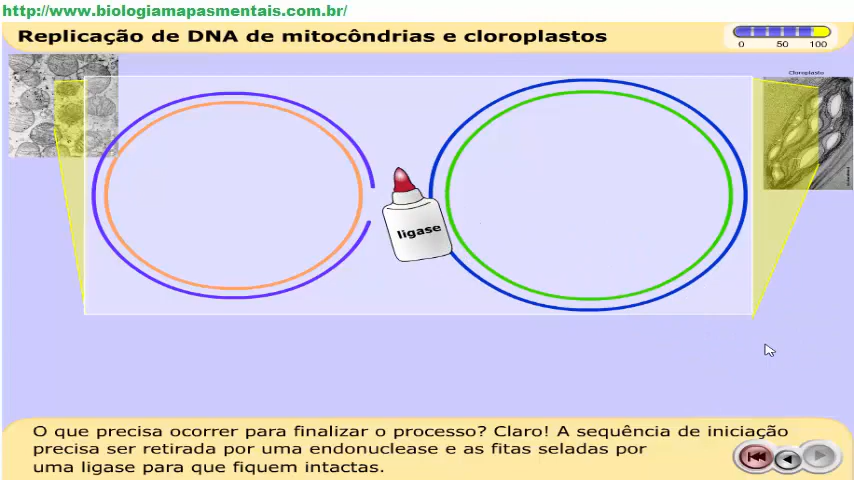 http://www.biologiamapasmentais.com.br/
Replicação de DNA de mitocôndrias e cloroplastos
0 50 100
Cloroplasto
ligase
O que precisa ocorrer para finalizar o processo? Claro! A sequência de iniciação
precisa ser retirada por uma endonuclease e as fitas seladas por
uma ligase para que fiquem intactas.